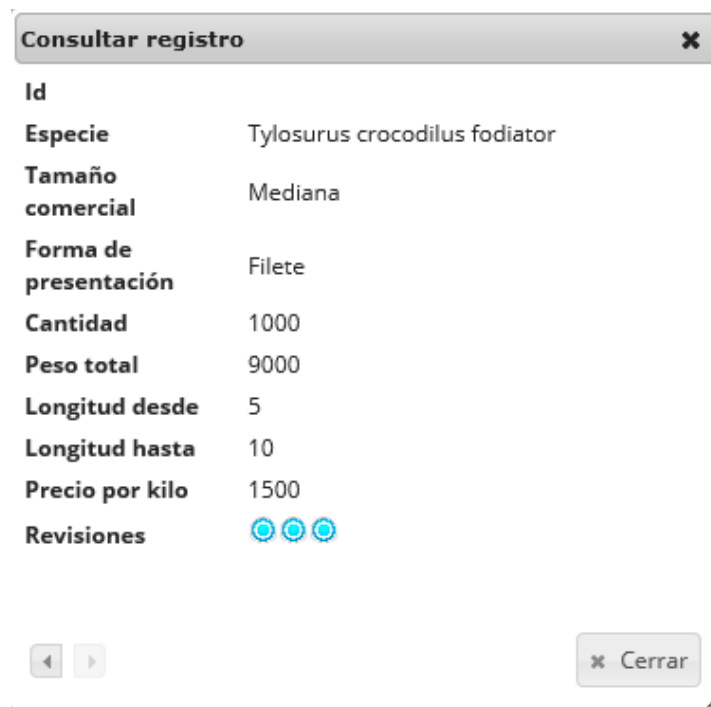 Consultar registro
Id
Especie Tylosurus crocodilus fodiator
Tamaño
comercial Mediana
Forma de
presentación Filete
Cantidad 1000
Peso total 9000
Longitud desde 5
Longitud hasta 10
Precio por kilo 1500
Revisiones
Cerrar